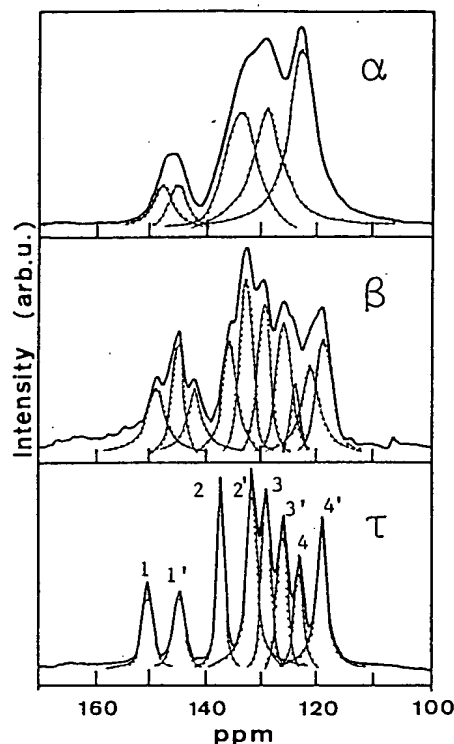 α
β
τ
1
1'
2
2'
3
3'
4
4'
Intensity (arb.u.)
160
140
120
100
ppm